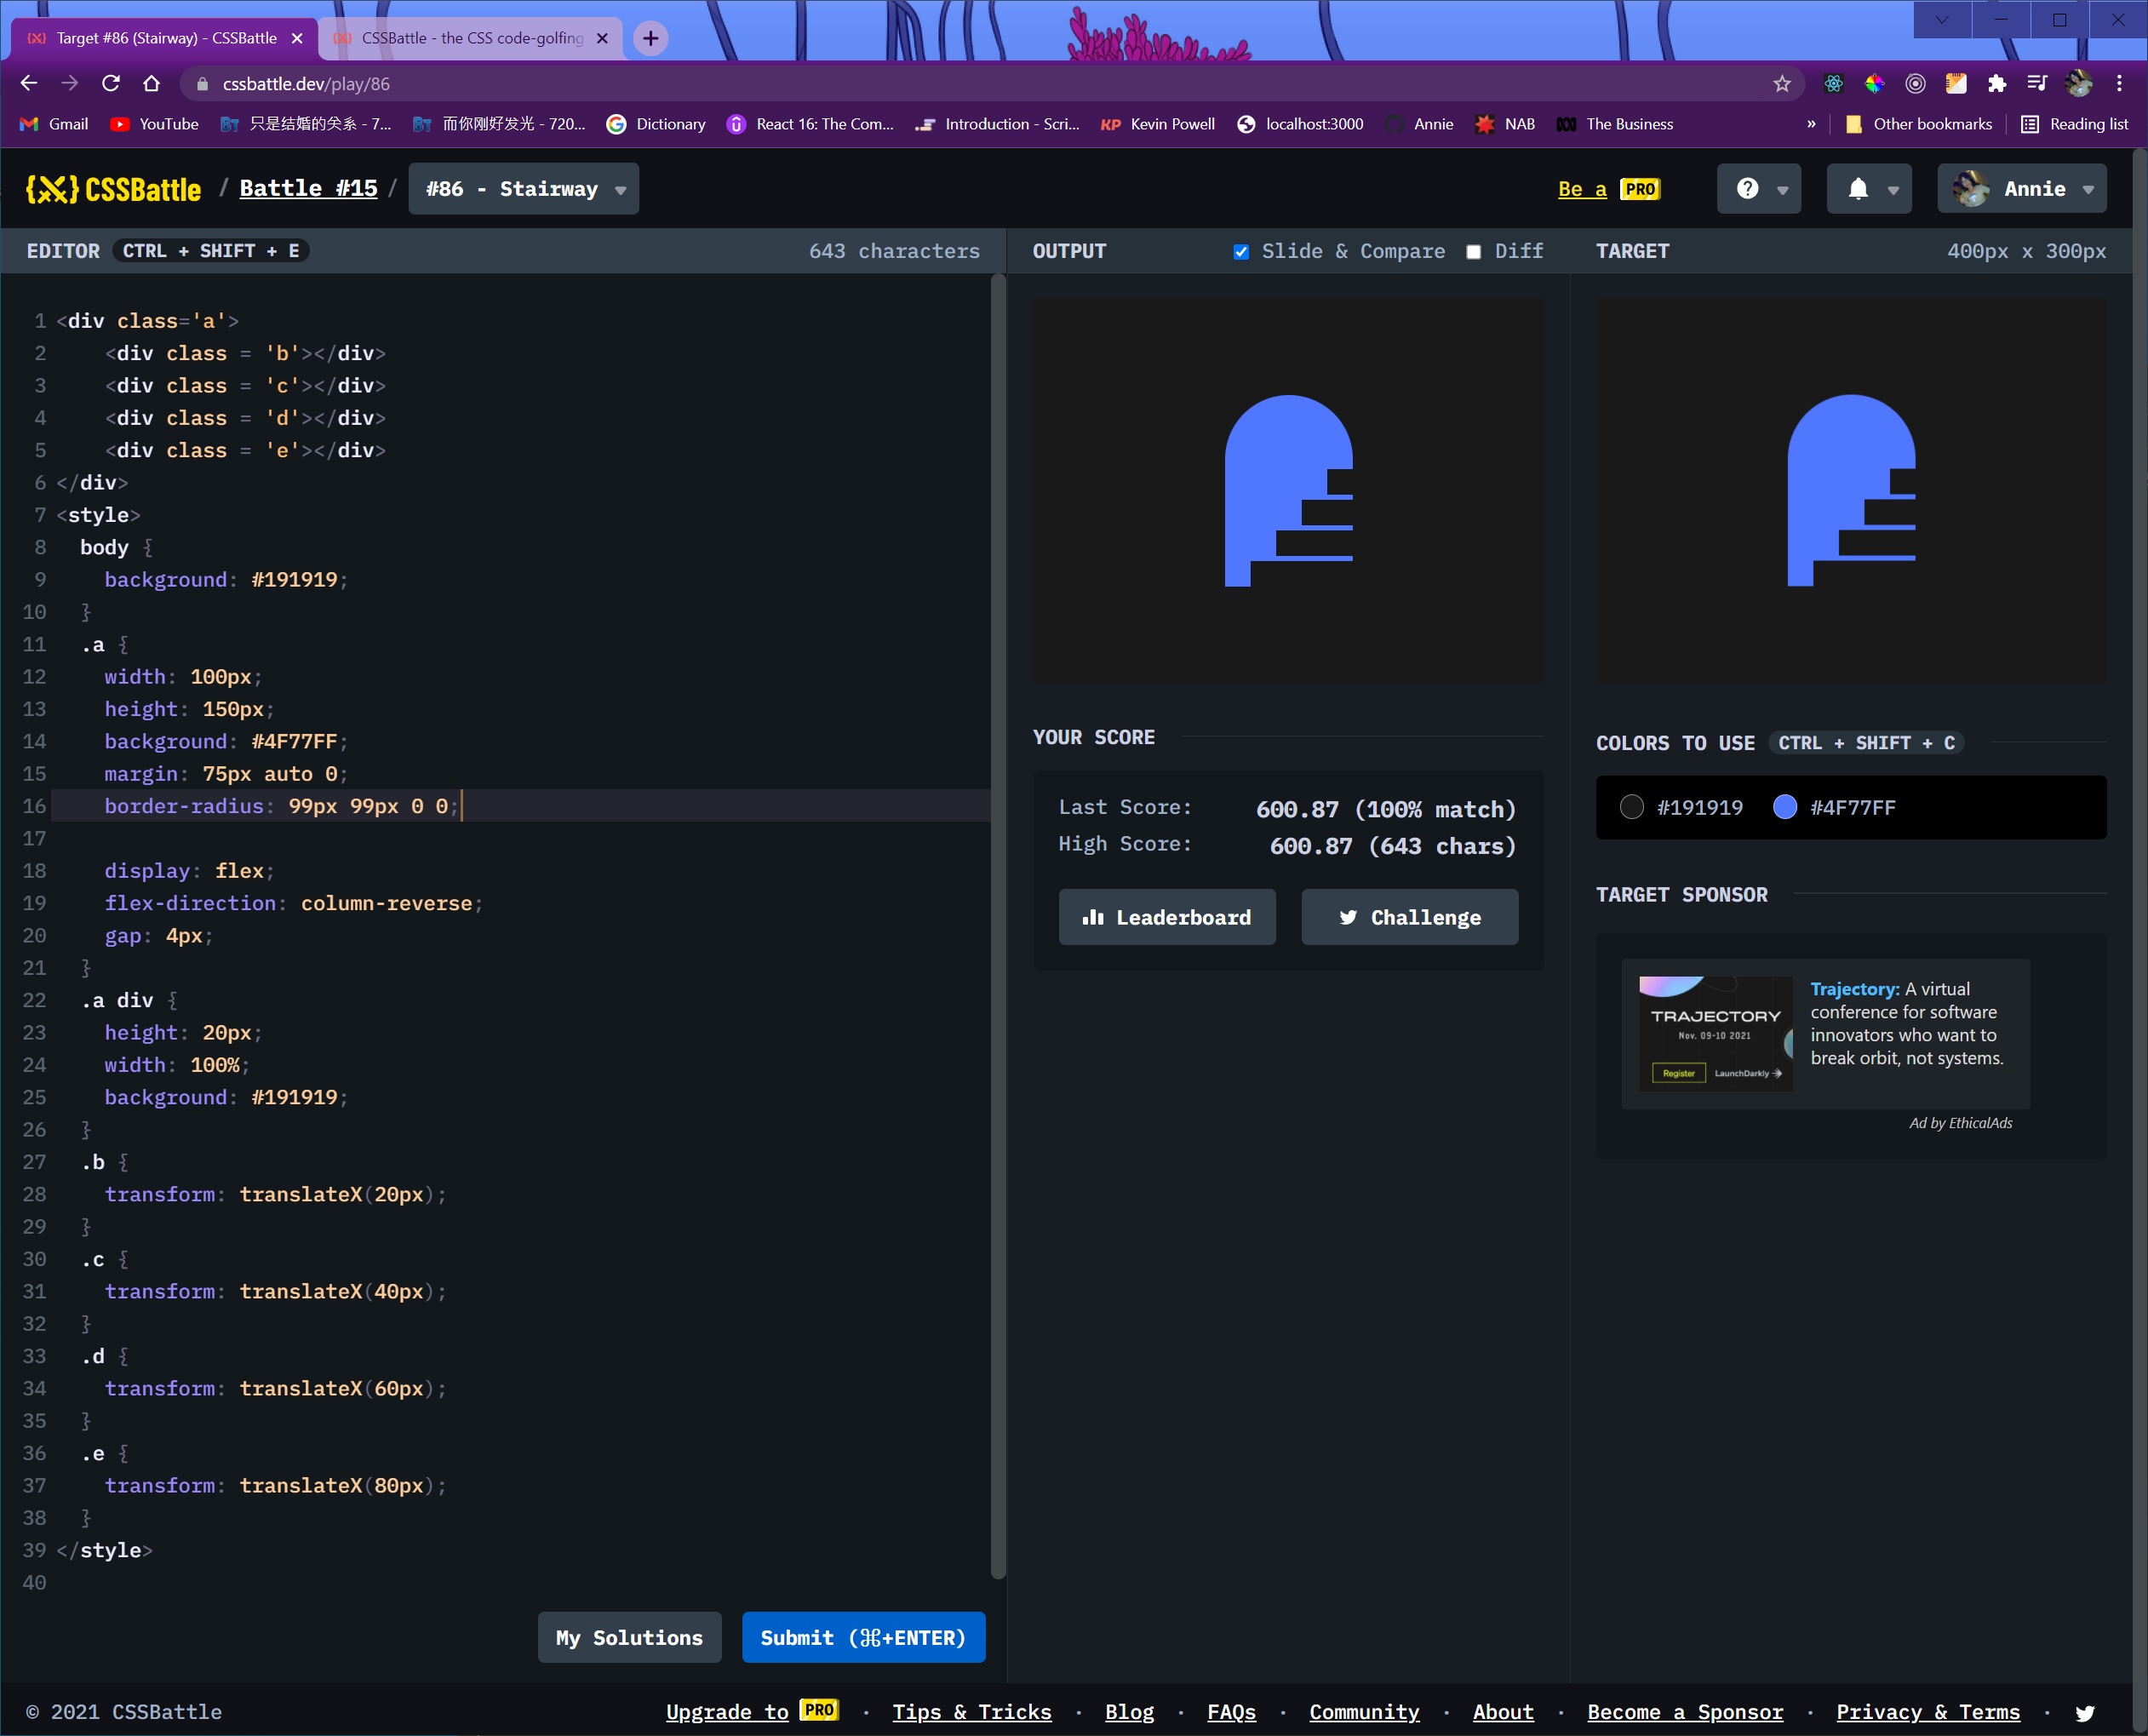 Target #86 (Stairway) - CSSBattle
CSSBattle - the CSS code-golfing
cssbattle.dev/play/86
Gmail YouTube 只是结婚的关系 - 7... 而你刚好发光 - 720... Dictionary React 16: The Com... Introduction - Scri... KP Kevin Powell localhost:3000 Annie NAB The Business » Other bookmarks Reading list
CSSBattle / Battle #15 / #86 - Stairway
Be a PRO
Annie
EDITOR CTRL + SHIFT + E 643 characters
OUTPUT Slide & Compare Diff
TARGET 400px x 300px
1 <div class='a'>
2 <div class = 'b'></div>
3 <div class = 'c'></div>
4 <div class = 'd'></div>
5 <div class = 'e'></div>
6 </div>
7 <style>
8 body {
9 background: #191919;
10 }
11 .a {
12 width: 100px;
13 height: 150px;
14 background: #4F77FF;
15 margin: 75px auto 0;
16 border-radius: 99px 99px 0 0;
17
18 display: flex;
19 flex-direction: column-reverse;
20 gap: 4px;
21 }
22 .a div {
23 height: 20px;
24 width: 100%;
25 background: #191919;
26 }
27 .b {
28 transform: translateX(20px);
29 }
30 .c {
31 transform: translateX(40px);
32 }
33 .d {
34 transform: translateX(60px);
35 }
36 .e {
37 transform: translateX(80px);
38 }
39 </style>
40
My Solutions
Submit (⌘+ENTER)
YOUR SCORE
Last Score: 600.87 (100% match)
High Score: 600.87 (643 chars)
Leaderboard
Challenge
COLORS TO USE CTRL + SHIFT + C
#191919 #4F77FF
TARGET SPONSOR
TRAJECTORY
Nov. 09-10 2021
Register LaunchDarkly
Trajectory: A virtual
conference for software
innovators who want to
break orbit, not systems.
Ad by EthicalAds
© 2021 CSSBattle
Upgrade to PRO · Tips & Tricks · Blog · FAQs · Community · About · Become a Sponsor · Privacy & Terms ·